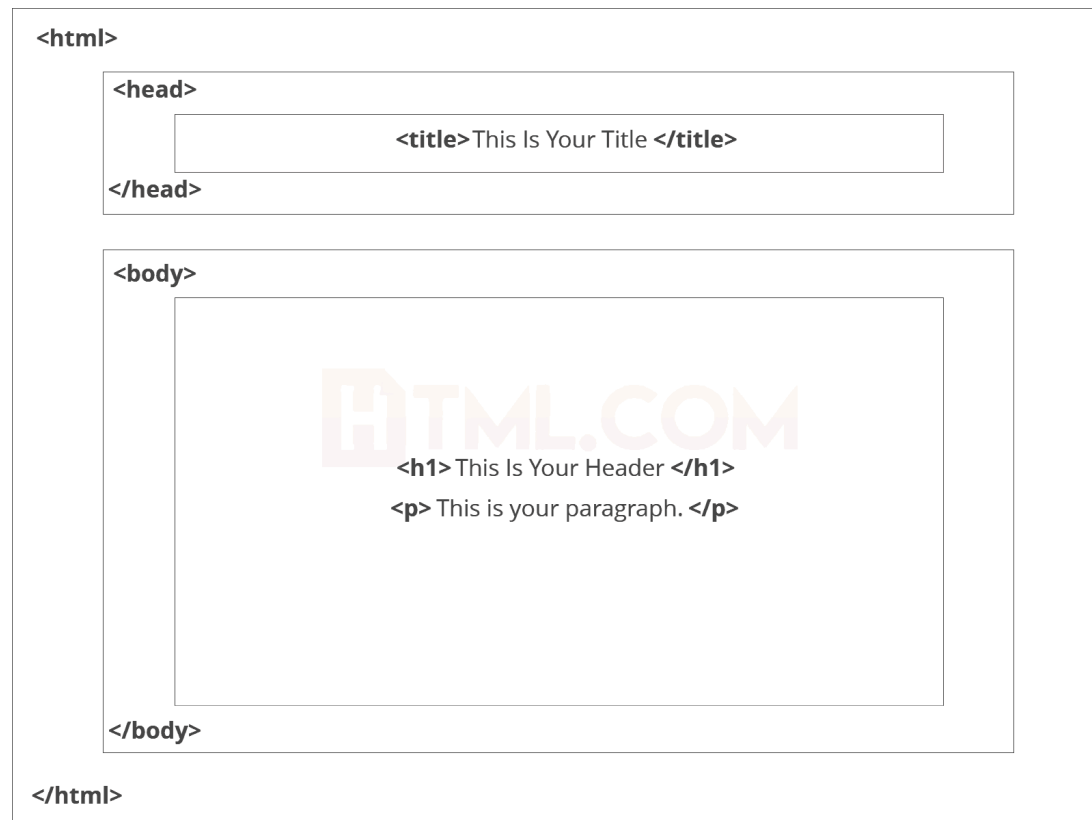 <html>
<head>
<title>This Is Your Title </title>
</head>
<body>
HTML.COM
<h1> This Is Your Header </h1>
<p> This is your paragraph. </p>
</body>
</html>